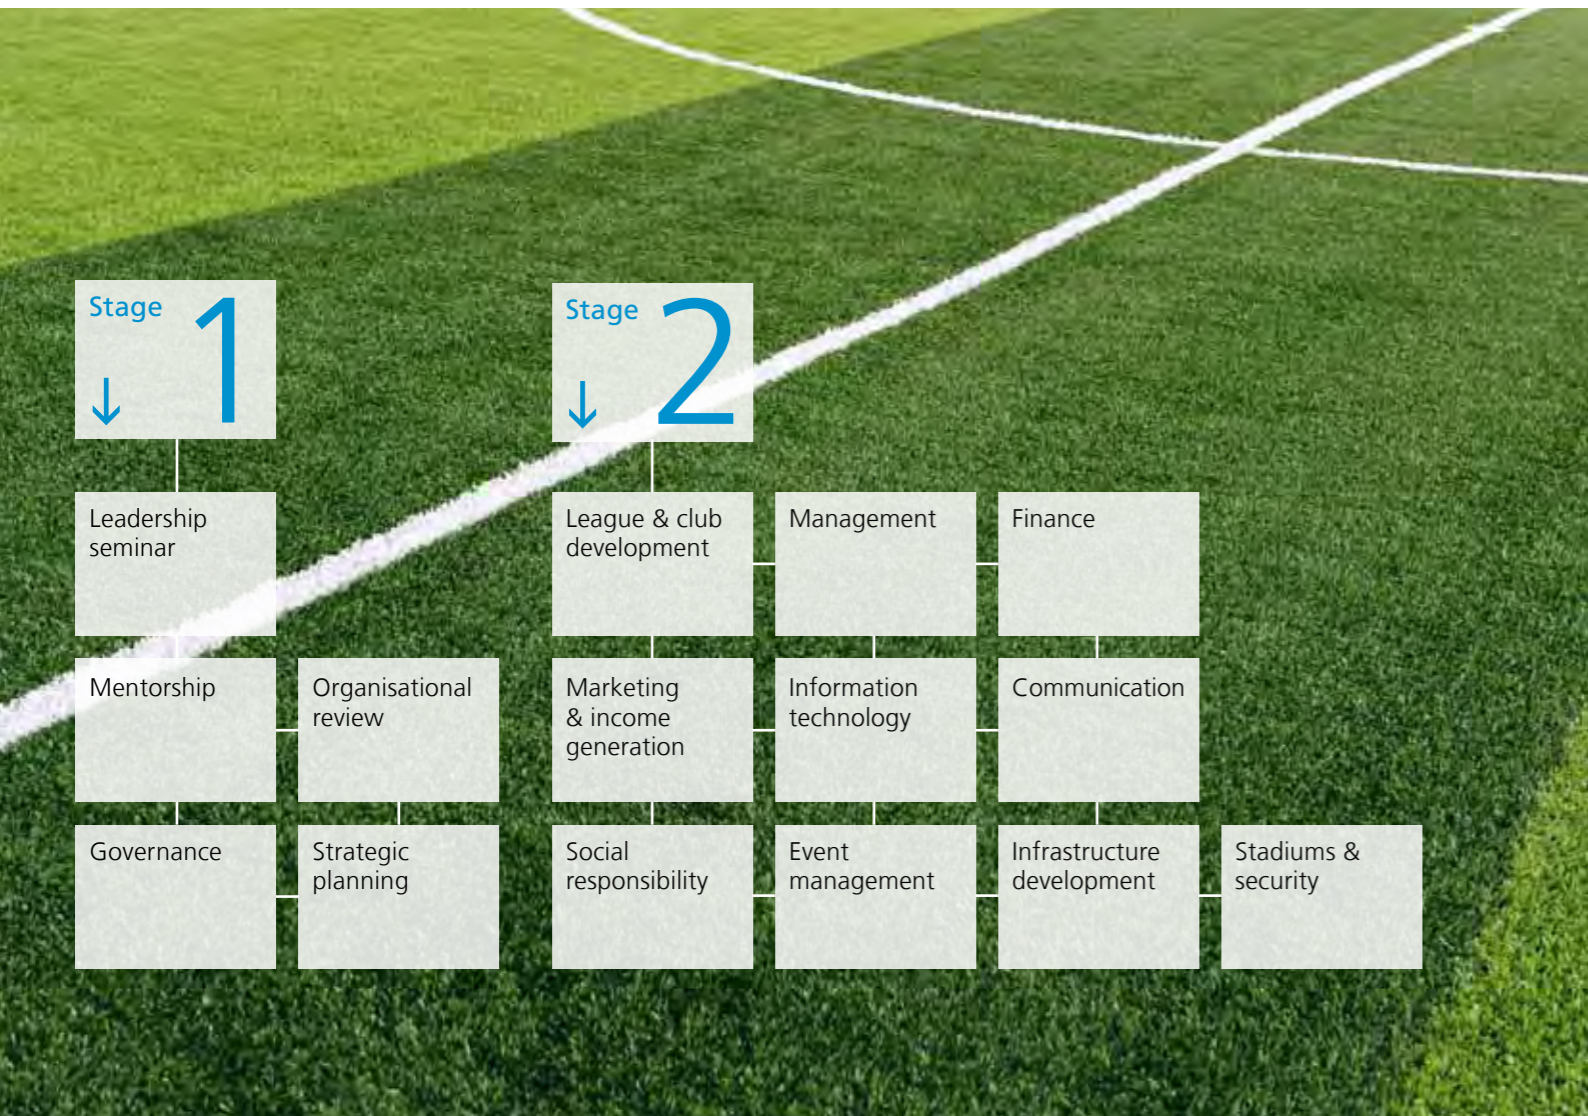 Stage 1
↓
Leadership
seminar
Mentorship
Organisational
review
Governance
Strategic
planning
Stage 2
↓
League & club
development
Management
Finance
Marketing
& income
generation
Information
technology
Communication
Social
responsibility
Event
management
Infrastructure
development
Stadiums &
security